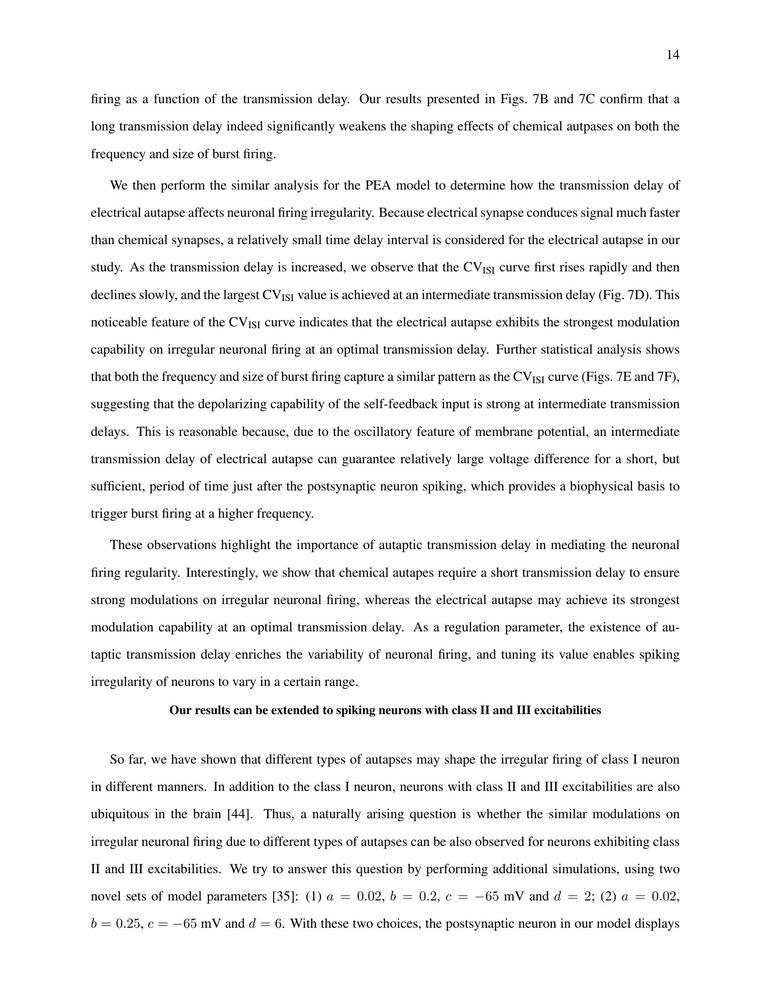 14
firing as a function of the transmission delay. Our results presented in Figs. 7B and 7C confirm that a
long transmission delay indeed significantly weakens the shaping effects of chemical autpases on both the
frequency and size of burst firing.
We then perform the similar analysis for the PEA model to determine how the transmission delay of
electrical autapse affects neuronal firing irregularity. Because electrical synapse conduces signal much faster
than chemical synapses, a relatively small time delay interval is considered for the electrical autapse in our
study. As the transmission delay is increased, we observe that the CVISI curve first rises rapidly and then
declines slowly, and the largest CVISI value is achieved at an intermediate transmission delay (Fig. 7D). This
noticeable feature of the CVISI curve indicates that the electrical autapse exhibits the strongest modulation
capability on irregular neuronal firing at an optimal transmission delay. Further statistical analysis shows
that both the frequency and size of burst firing capture a similar pattern as the CVISI curve (Figs. 7E and 7F),
suggesting that the depolarizing capability of the self-feedback input is strong at intermediate transmission
delays. This is reasonable because, due to the oscillatory feature of membrane potential, an intermediate
transmission delay of electrical autapse can guarantee relatively large voltage difference for a short, but
sufficient, period of time just after the postsynaptic neuron spiking, which provides a biophysical basis to
trigger burst firing at a higher frequency.
These observations highlight the importance of autaptic transmission delay in mediating the neuronal
firing regularity. Interestingly, we show that chemical autapes require a short transmission delay to ensure
strong modulations on irregular neuronal firing, whereas the electrical autapse may achieve its strongest
modulation capability at an optimal transmission delay. As a regulation parameter, the existence of au-
taptic transmission delay enriches the variability of neuronal firing, and tuning its value enables spiking
irregularity of neurons to vary in a certain range.
Our results can be extended to spiking neurons with class II and III excitabilities
So far, we have shown that different types of autapses may shape the irregular firing of class I neuron
in different manners. In addition to the class I neuron, neurons with class II and III excitabilities are also
ubiquitous in the brain [44]. Thus, a naturally arising question is whether the similar modulations on
irregular neuronal firing due to different types of autapses can be also observed for neurons exhibiting class
II and III excitabilities. We try to answer this question by performing additional simulations, using two
novel sets of model parameters [35]: (1) a = 0.02, b = 0.2, c = −65 mV and d = 2; (2) a = 0.02,
b = 0.25, c = −65 mV and d = 6. With these two choices, the postsynaptic neuron in our model displays